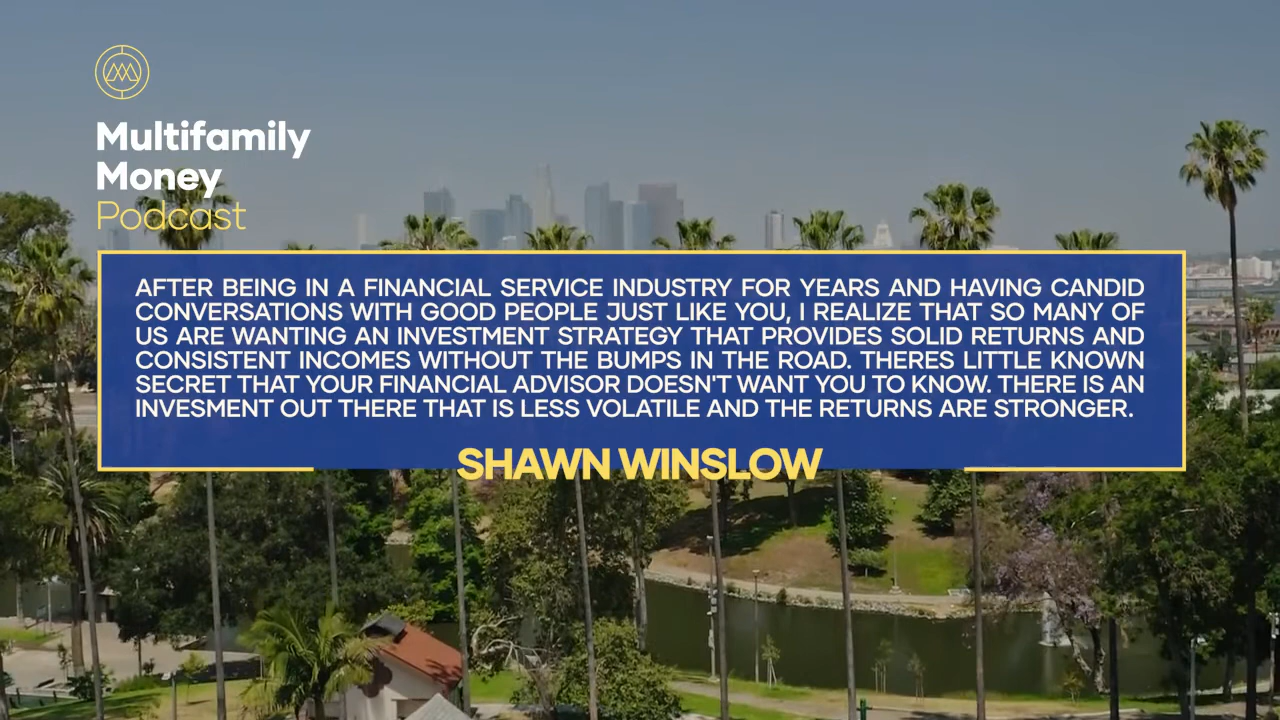 Multifamily
Money
Podcast
AFTER BEING IN A FINANCIAL SERVICE INDUSTRY FOR YEARS AND HAVING CANDID
CONVERSATIONS WITH GOOD PEOPLE JUST LIKE YOU, I REALIZE THAT SO MANY OF
US ARE WANTING AN INVESTMENT STRATEGY THAT PROVIDES SOLID RETURNS AND
CONSISTENT INCOMES WITHOUT THE BUMPS IN THE ROAD. THERES LITTLE KNOWN
SECRET THAT YOUR FINANCIAL ADVISOR DOESN'T WANT YOU TO KNOW. THERE IS AN
INVESMENT OUT THERE THAT IS LESS VOLATILE AND THE RETURNS ARE STRONGER.
SHAWN WINSLOW